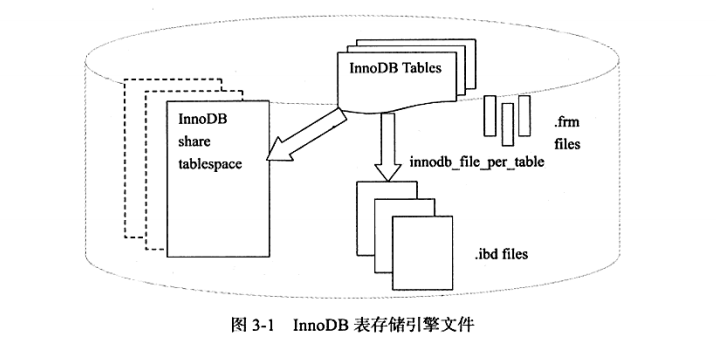 InnoDB Tables
InnoDB
share
tablespace
.frm
files
innodb_file_per_table
.ibd files
图 3-1 InnoDB 表存储引擎文件